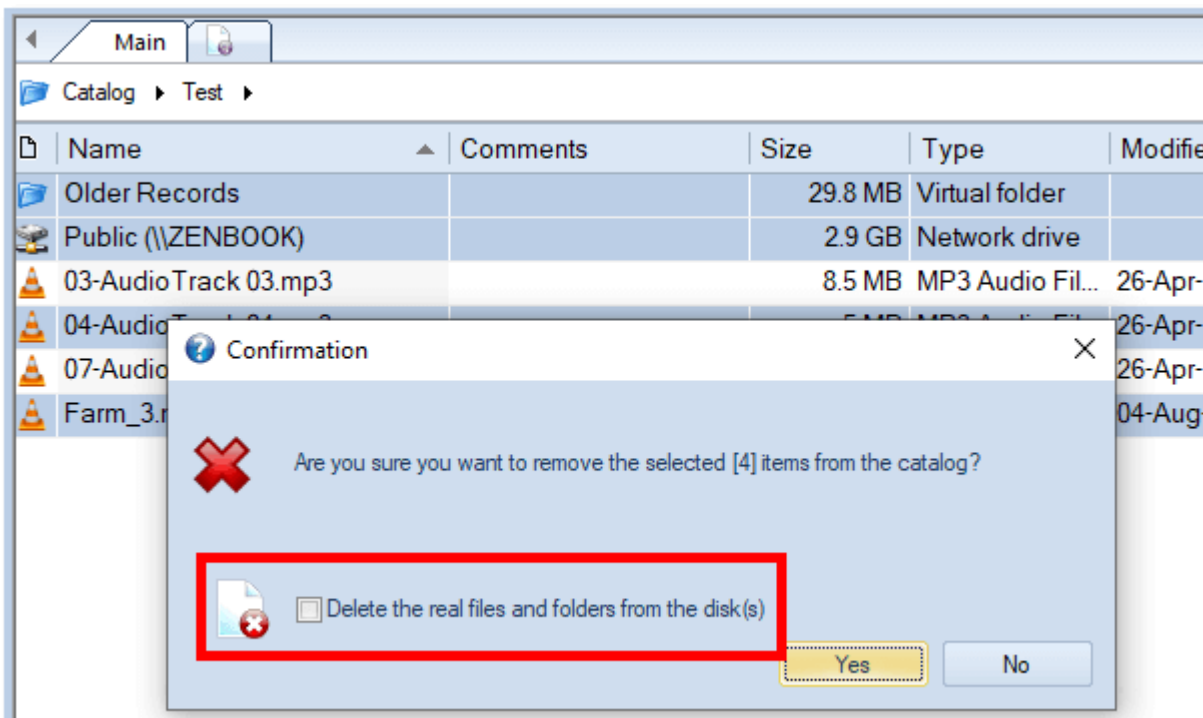 Main
Catalog Test
Name Comments Size Type Modifie
Older Records 29.8 MB Virtual folder
Public (\\ZENBOOK) 2.9 GB Network drive
03-AudioTrack 03.mp3 8.5 MB MP3 Audio Fil... 26-Apr-
04-Audio 26-Apr-
07-Audio 26-Apr-
Farm_3. 04-Aug-
Confirmation
Are you sure you want to remove the selected [4] items from the catalog?
Delete the real files and folders from the disk(s)
Yes No